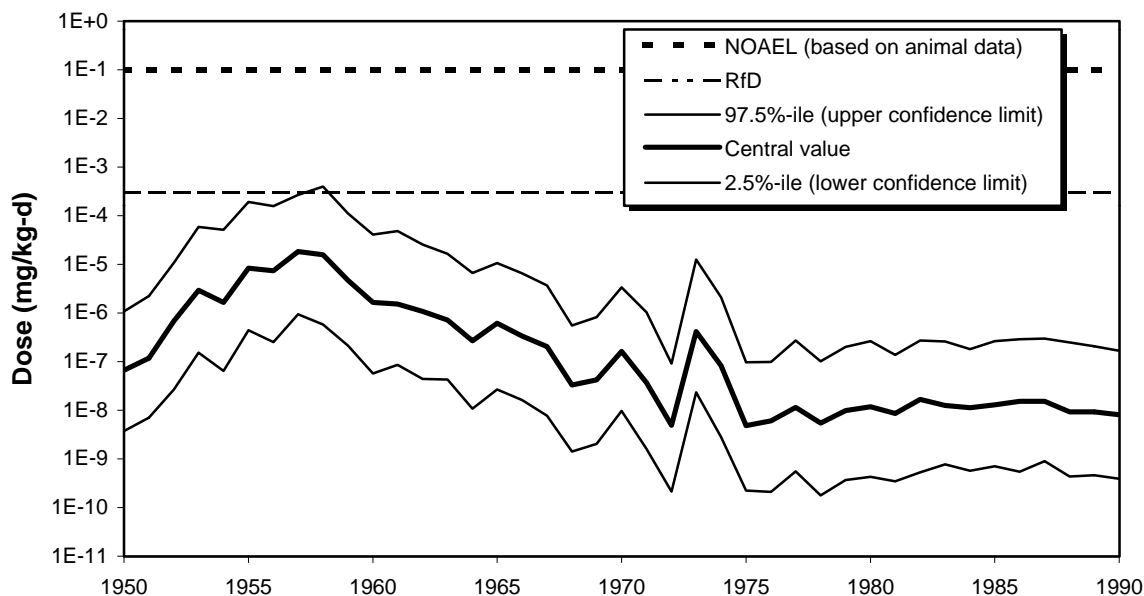 1E+0
1E-1
1E-2
1E-3
1E-4
1E-5
1E-6
1E-7
1E-8
1E-9
1E-10
1E-11
Dose (mg/kg-d)
NOAEL (based on animal data)
RfD
97.5%-ile (upper confidence limit)
Central value
2.5%-ile (lower confidence limit)
1950 1955 1960 1965 1970 1975 1980 1985 1990